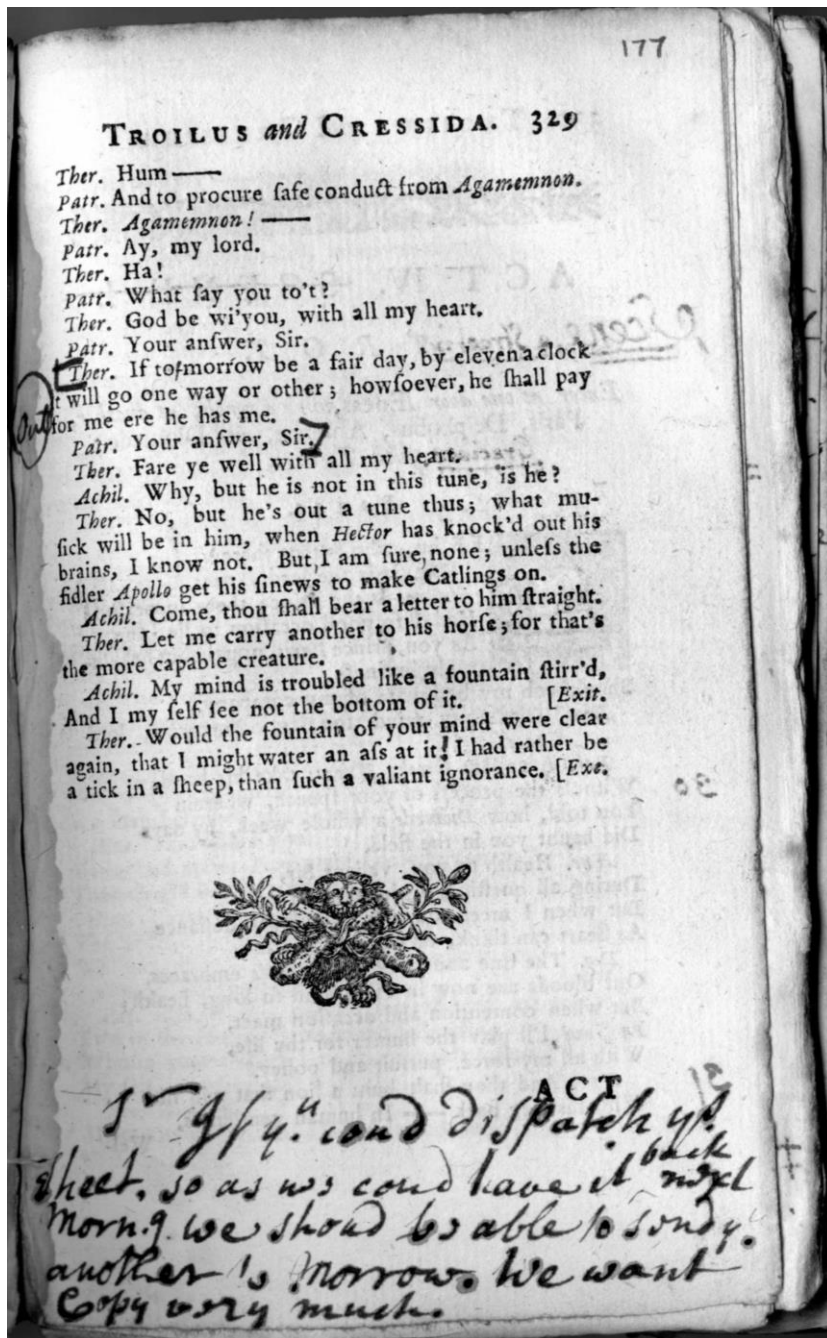 177
TROILUS and CRESSIDA. 329
Ther. Hum ——
Patr. And to procure ſafe conduct from Agamemnon.
Ther. Agamemnon! ——
Patr. Ay, my lord.
Ther. Ha!
Patr. What ſay you to't?
Ther. God be wi'you, with all my heart.
Patr. Your anſwer, Sir.
Ther. If to-morrow be a fair day, by eleven a clock
it will go one way or other; howſoever, he ſhall pay
Out for me ere he has me.
Patr. Your anſwer, Sir.
Ther. Fare ye well with all my heart.
Achil. Why, but he is not in this tune, is he?
Ther. No, but he's out a tune thus; what mu-
ſick will be in him, when Hector has knock'd out his
brains, I know not. But, I am ſure, none; unleſs the
fidler Apollo get his ſinews to make Catlings on.
Achil. Come, thou ſhall bear a letter to him ſtraight.
Ther. Let me carry another to his horſe; for that's
the more capable creature.
Achil. My mind is troubled like a fountain ſtirr'd,
And I my ſelf ſee not the bottom of it. [Exit.
Ther. Would the fountain of your mind were clear
again, that I might water an aſs at it! I had rather be
a tick in a ſheep, than ſuch a valiant ignorance. [Exe.
ACT
Sr If yu. coud diſpatch ys.
Sheet. so as we coud have it back next
Morn.g we shoud be able to send yu.
another to Morrow. We want
Copy very much.